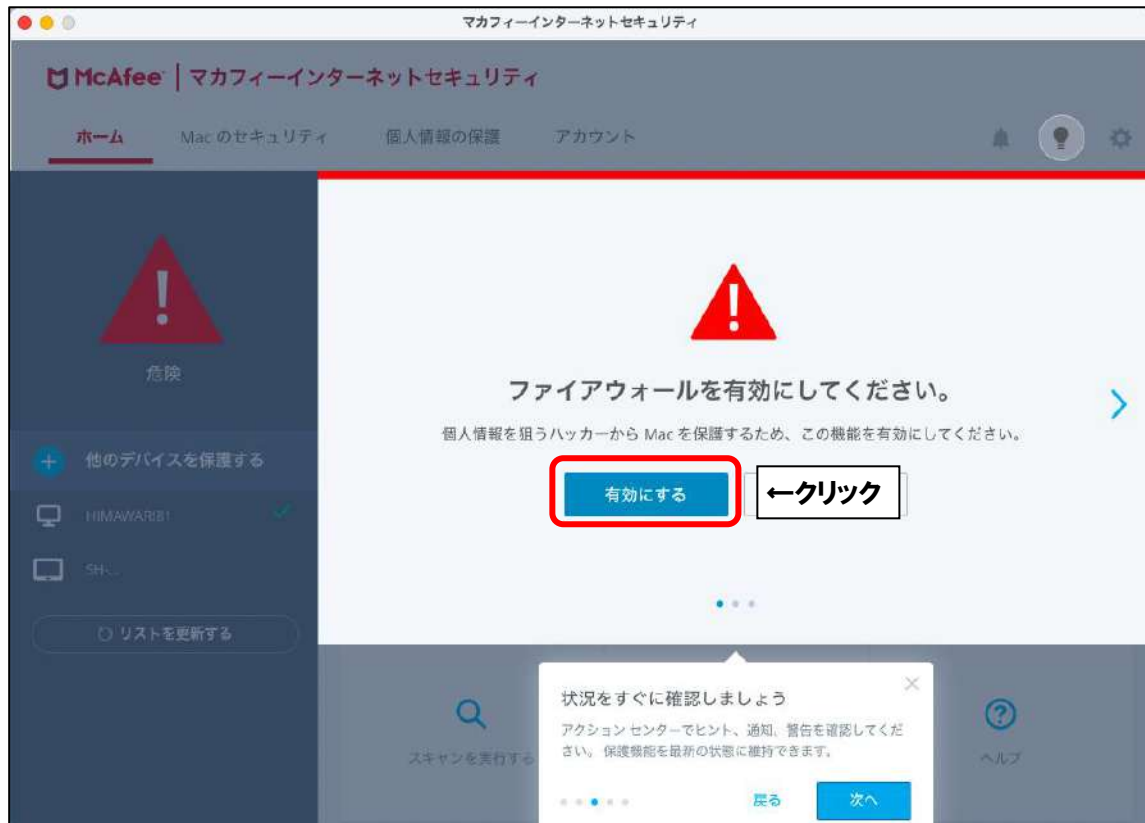 マカフィーインターネットセキュリティ
McAfee | マカフィーインターネットセキュリティ
ホーム Mac のセキュリティ 個人情報の保護 アカウント
危険
ファイアウォールを有効にしてください。
個人情報を狙うハッカーから Mac を保護するため、この機能を有効にしてください。
有効にする
←クリック
他のデバイスを保護する
HIMAWARI81
SH-...
リストを更新する
スキャンを実行する
状況をすぐに確認しましょう
アクション センターでヒント、通知、警告を確認してくだ
さい。 保護機能を最新の状態に維持できます。
戻る 次へ
ヘルプ